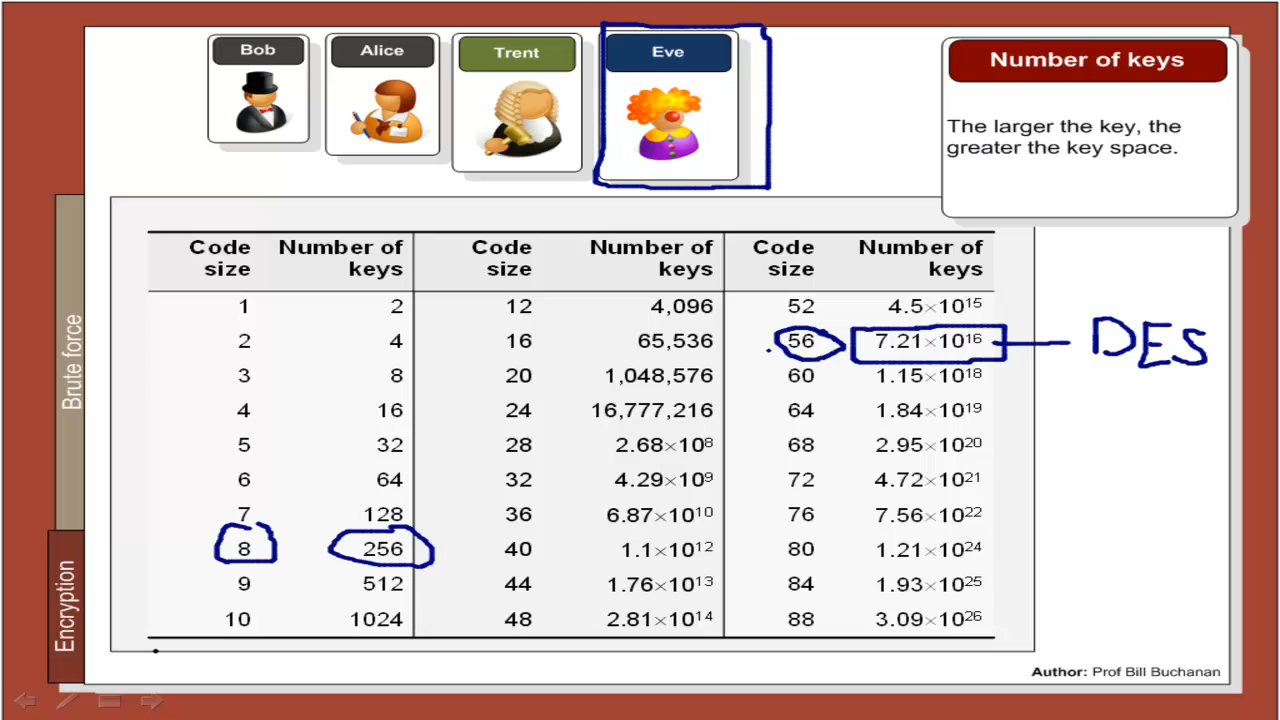 Bob
Alice
Trent
Eve
Number of keys
The larger the key, the
greater the key space.
Code Number of Code Number of Code Number of
size keys size keys size keys
1 2 12 4,096 52 4.5×10¹⁵
2 4 16 65,536 56 7.21×10¹⁶ DES
3 8 20 1,048,576 60 1.15×10¹⁸
4 16 24 16,777,216 64 1.84×10¹⁹
5 32 28 2.68×10⁸ 68 2.95×10²⁰
6 64 32 4.29×10⁹ 72 4.72×10²¹
7 128 36 6.87×10¹⁰ 76 7.56×10²²
8 256 40 1.1×10¹² 80 1.21×10²⁴
9 512 44 1.76×10¹³ 84 1.93×10²⁵
10 1024 48 2.81×10¹⁴ 88 3.09×10²⁶
Brute force
Encryption
Author: Prof Bill Buchanan